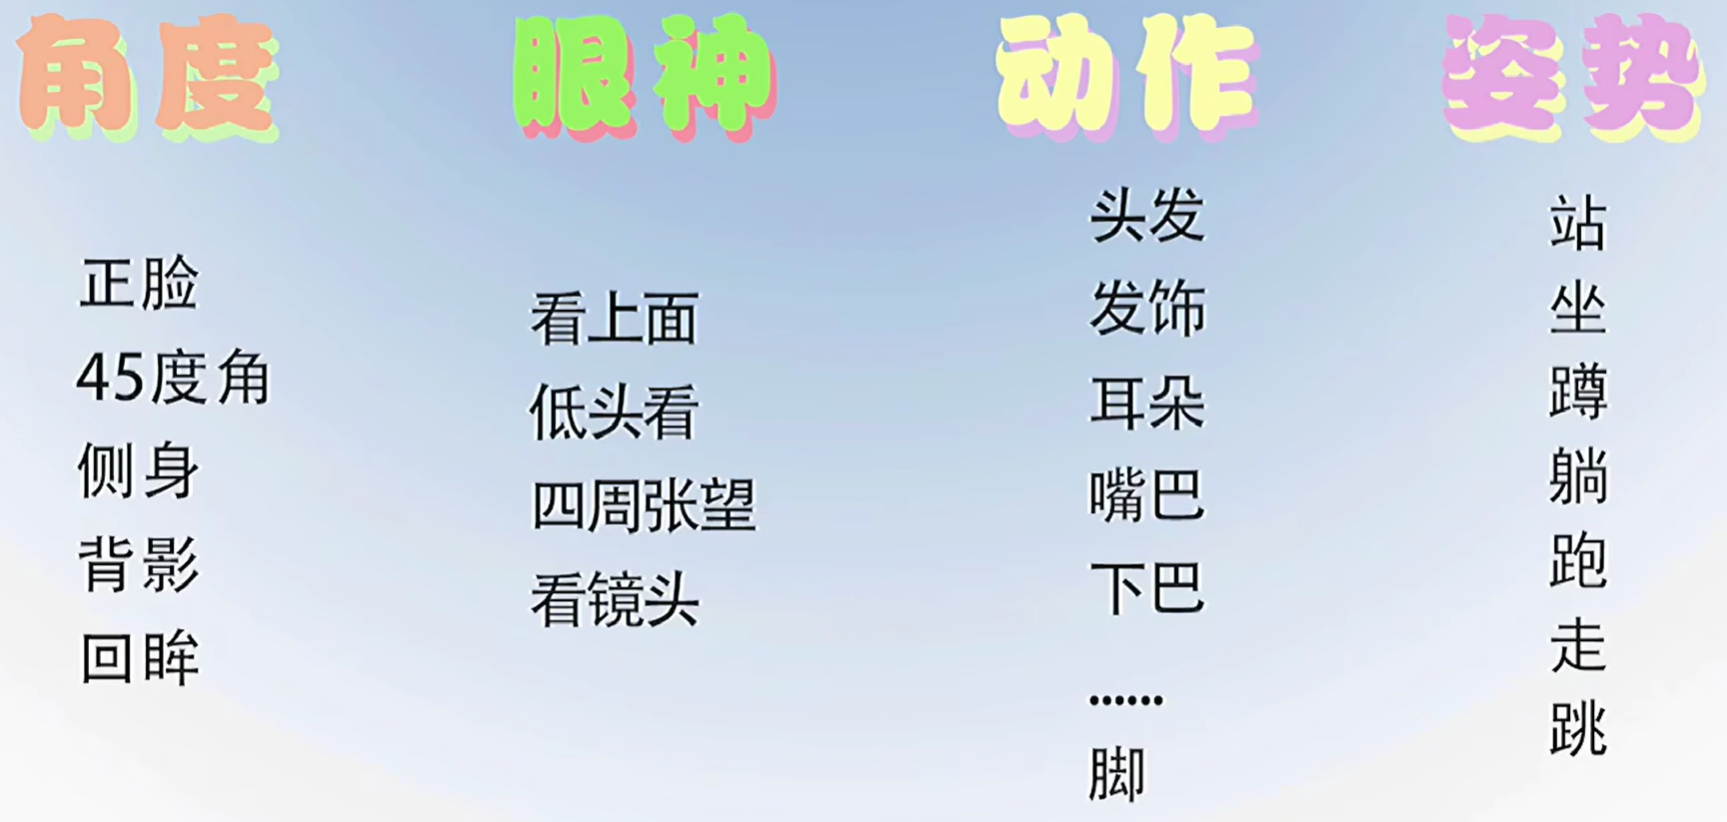 角度
正脸
45度角
侧身
背影
回眸
眼神
看上面
低头看
四周张望
看镜头
动作
头发
发饰
耳朵
嘴巴
下巴
......
脚
姿势
站
坐
蹲
躺
跑
走
跳